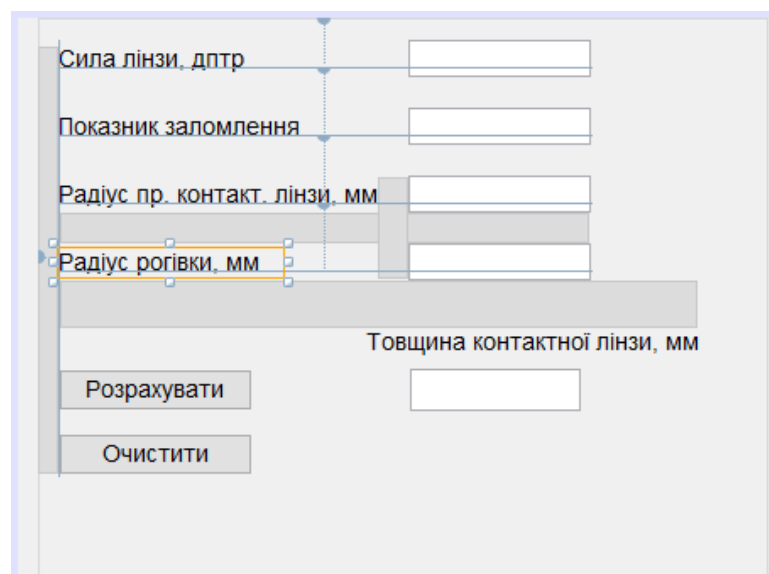 Сила лінзи, дптр
Показник заломлення
Радіус пр. контакт. лінзи, мм
Радіус рогівки, мм
Товщина контактної лінзи, мм
Розрахувати
Очистити